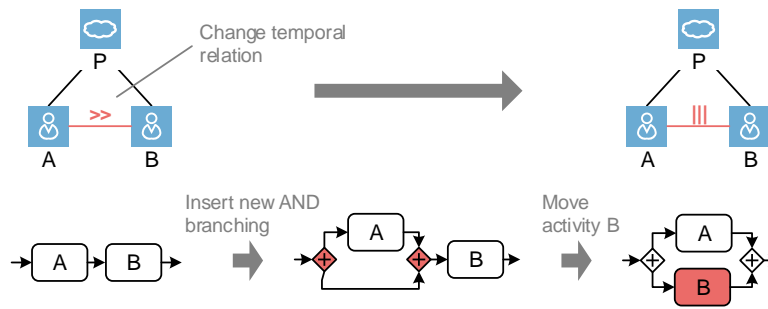 Change temporal
relation
P
P
>>
|||
A
B
A
B
Insert new AND
branching
Move
activity B
A
B
A
B
A
B